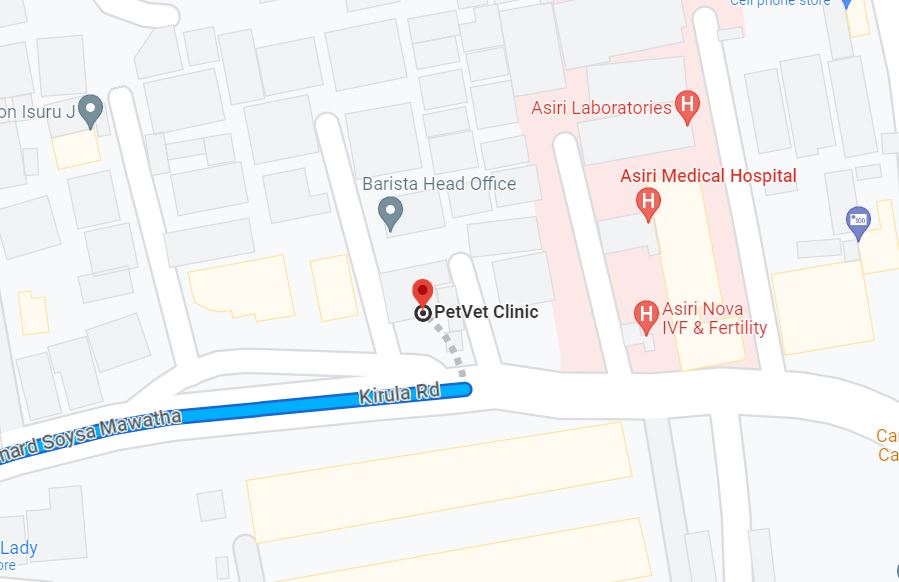 Cell phone store
on Isuru J
Asiri Laboratories
Asiri Medical Hospital
Barista Head Office
Asiri Nova
IVF & Fertility
PetVet Clinic
Kirula Rd
nard Soysa Mawatha
Ca
Ca
Lady
ore
H
H
H